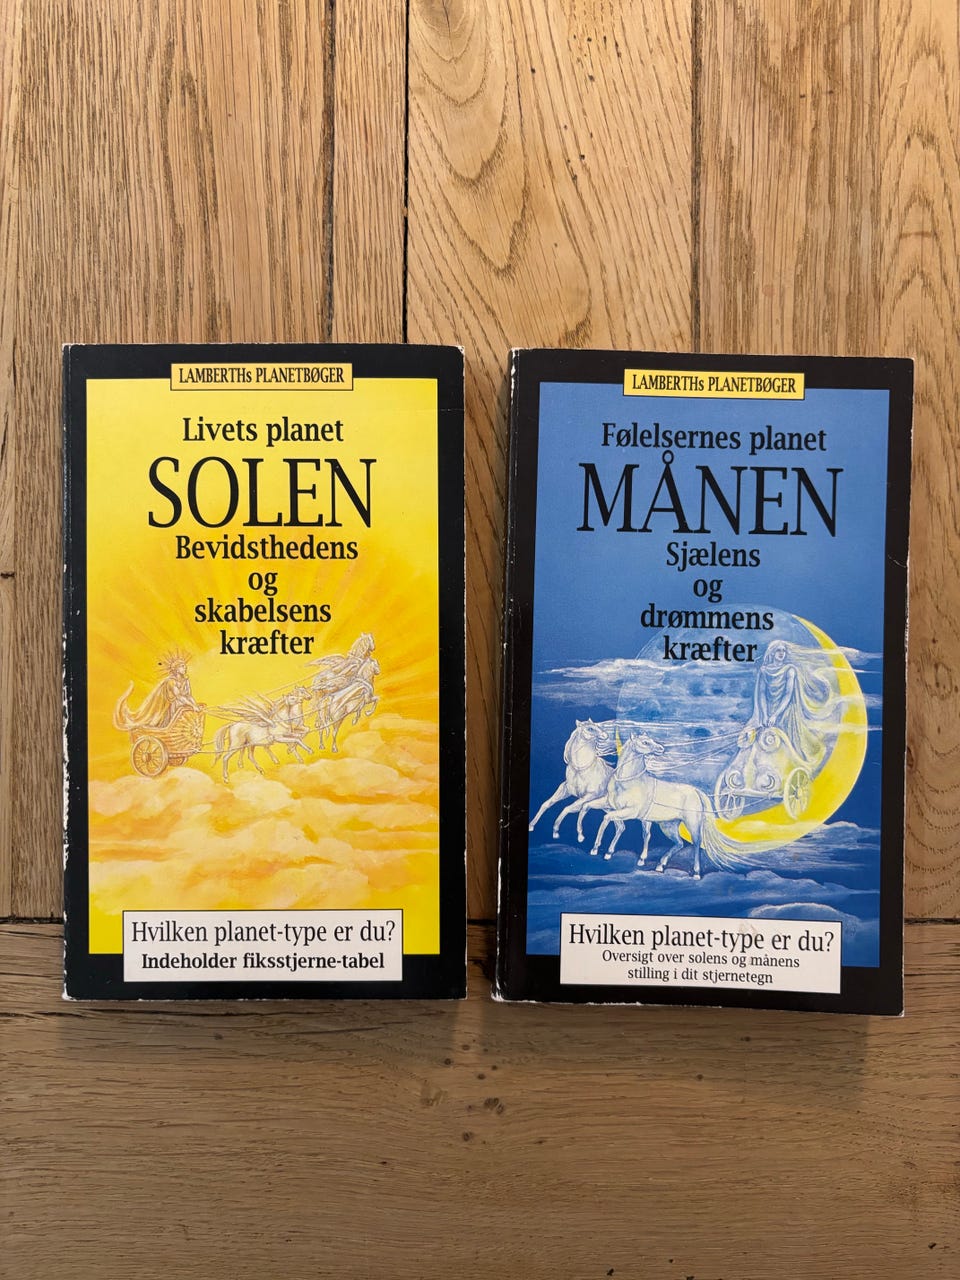 LAMBERTHs PLANETBØGER
Livets planet
SOLEN
Bevidsthedens
og
skabelsens
kræfter
Hvilken planet-type er du?
Indeholder fiksstjerne-tabel
LAMBERTHs PLANETBØGER
Følelsernes planet
MÅNEN
Sjælens
og
drømmens
kræfter
Hvilken planet-type er du?
Oversigt over solens og månens
stilling i dit stjernetegn